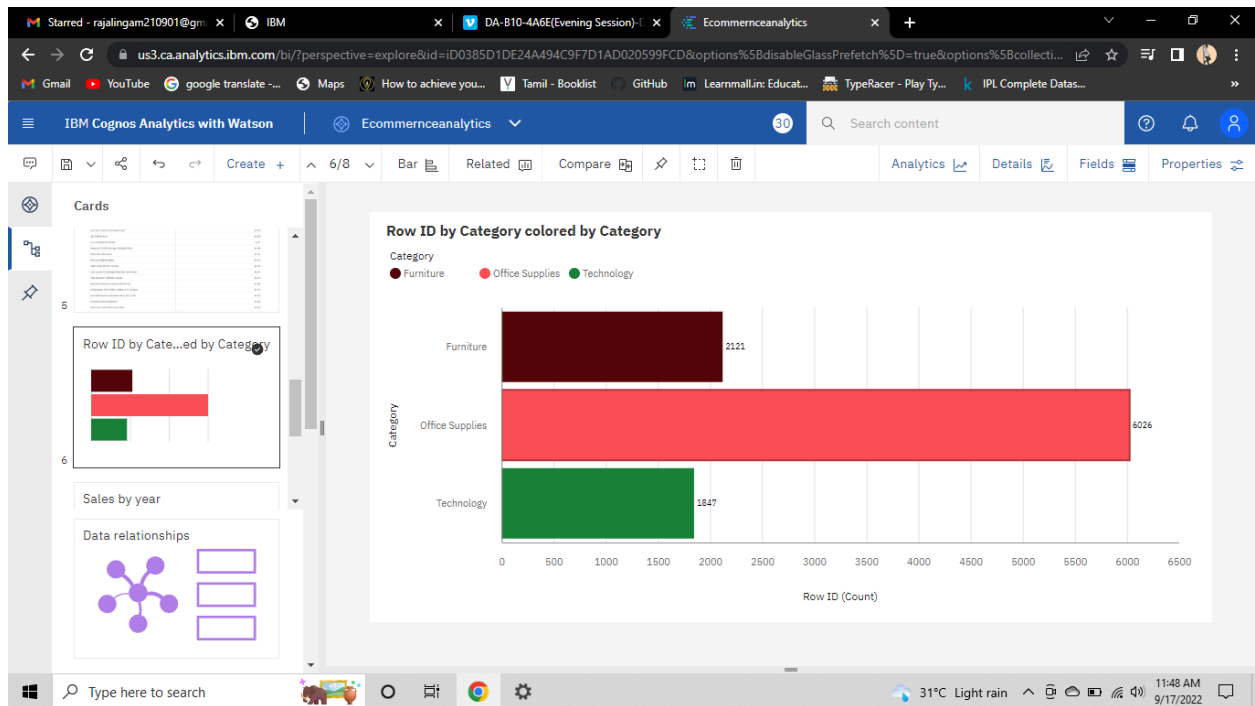 Starred - rajalingam210901@gm
IBM
DA-B10-4A6E(Evening Session)-
Ecommernceanalytics
us3.ca.analytics.ibm.com/bi/?perspective=explore&id=iD0385D1DE24A494C9F7D1AD020599FCD&options%5BdisableGlassPrefetch%5D=true&options%5Bcollecti...
Gmail
YouTube
google translate -...
Maps
How to achieve you...
Tamil - Booklist
GitHub
Learnmall.in: Educat...
TypeRacer - Play Ty...
IPL Complete Datas...
IBM Cognos Analytics with Watson
Ecommernceanalytics
30
Search content
Create +
6/8
Bar
Related
Compare
Analytics
Details
Fields
Properties
Cards
5
Row ID by Cate...ed by Category
6
Sales by year
Data relationships
Row ID by Category colored by Category
Category
Furniture
Office Supplies
Technology
Category
Furniture
2121
Office Supplies
6026
Technology
1847
0 500 1000 1500 2000 2500 3000 3500 4000 4500 5000 5500 6000 6500
Row ID (Count)
Type here to search
31°C Light rain
11:48 AM
9/17/2022